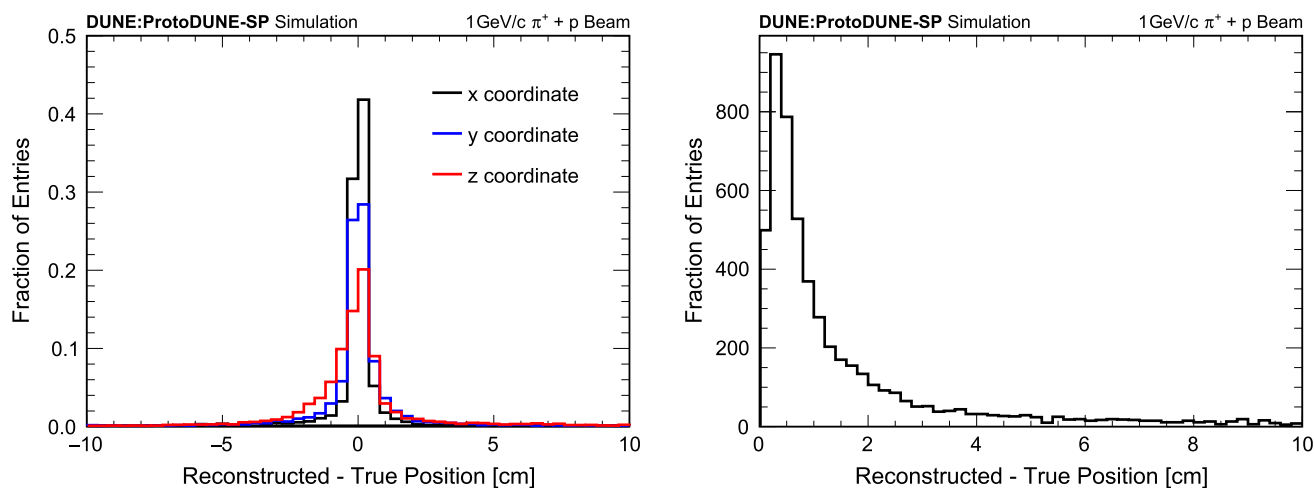 DUNE:ProtoDUNE-SP Simulation 1GeV/c π⁺ + p Beam
0.5
0.4
0.3
0.2
0.1
0.0
Fraction of Entries
x coordinate
y coordinate
z coordinate
−10 −5 0 5 10
Reconstructed - True Position [cm]
DUNE:ProtoDUNE-SP Simulation 1GeV/c π⁺ + p Beam
800
600
400
200
0
Fraction of Entries
0 2 4 6 8 10
Reconstructed - True Position [cm]